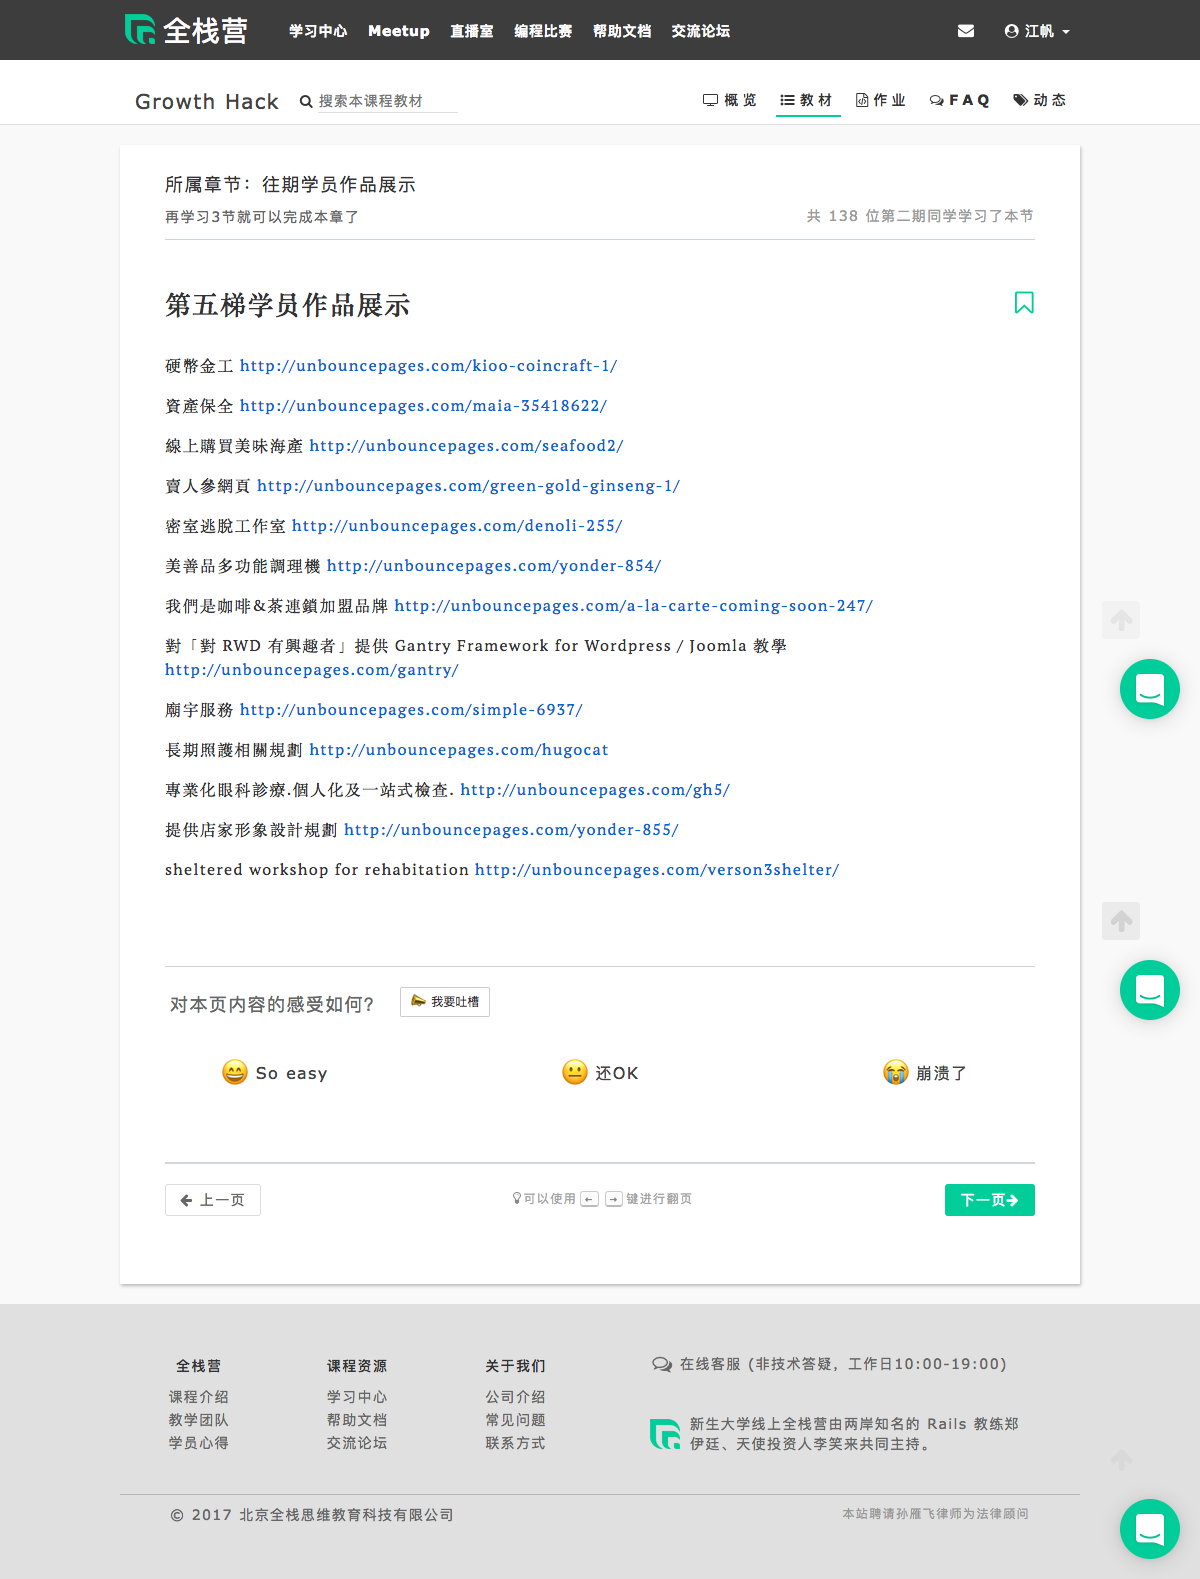 全栈营 学习中心 Meetup 直播室 编程比赛 帮助文档 交流论坛 江帆
Growth Hack 搜索本课程教材 概览 教材 作业 FAQ 动态
所属章节：往期学员作品展示
再学习3节就可以完成本章了 共 138 位第二期同学学习了本节
第五梯学员作品展示
硬幣金工 http://unbouncepages.com/kioo-coincraft-1/
資產保全 http://unbouncepages.com/maia-35418622/
線上購買美味海產 http://unbouncepages.com/seafood2/
賣人參網頁 http://unbouncepages.com/green-gold-ginseng-1/
密室逃脫工作室 http://unbouncepages.com/denoli-255/
美善品多功能調理機 http://unbouncepages.com/yonder-854/
我們是咖啡&茶連鎖加盟品牌 http://unbouncepages.com/a-la-carte-coming-soon-247/
對「對 RWD 有興趣者」提供 Gantry Framework for Wordpress / Joomla 教學
http://unbouncepages.com/gantry/
廟宇服務 http://unbouncepages.com/simple-6937/
長期照護相關規劃 http://unbouncepages.com/hugocat
專業化眼科診療.個人化及一站式檢查. http://unbouncepages.com/gh5/
提供店家形象設計規劃 http://unbouncepages.com/yonder-855/
sheltered workshop for rehabitation http://unbouncepages.com/verson3shelter/
对本页内容的感受如何? 我要吐槽
So easy 还OK 崩溃了
← 上一页 可以使用 ← → 键进行翻页 下一页→
全栈营 课程资源 关于我们 在线客服 (非技术答疑，工作日10:00-19:00)
课程介绍 学习中心 公司介绍
教学团队 帮助文档 常见问题 新生大学线上全栈营由两岸知名的 Rails 教练郑
学员心得 交流论坛 联系方式 伊廷、天使投资人李笑来共同主持。
© 2017 北京全栈思维教育科技有限公司 本站聘请孙雁飞律师为法律顾问